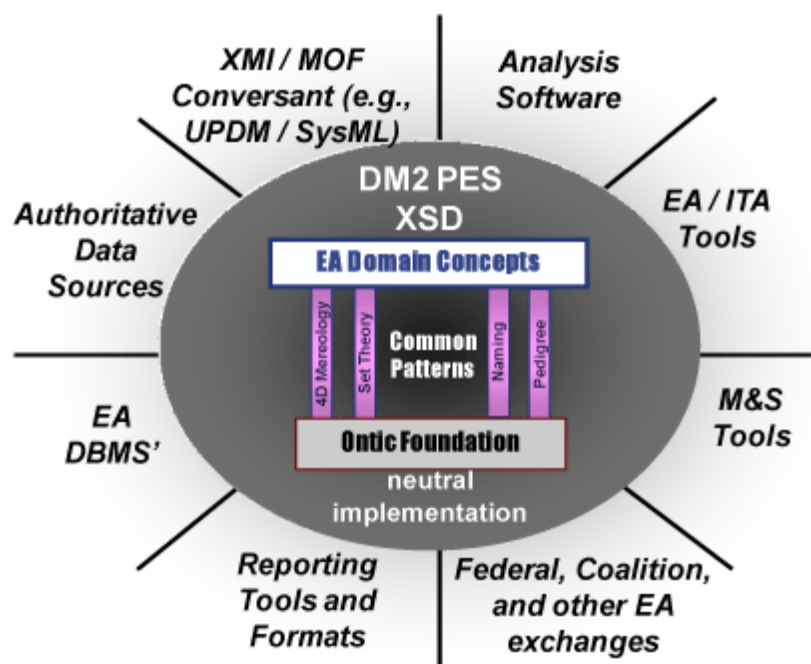 XMI / MOF
Conversant (e.g.,
UPDM / SysML)
Analysis
Software
Authoritative
Data
Sources
EA / ITA
Tools
DM2 PES
XSD
EA Domain Concepts
4D Mereology
Set Theory
Common
Patterns
Naming
Pedigree
Ontic Foundation
neutral
implementation
EA
DBMS’
M&S
Tools
Reporting
Tools and
Formats
Federal, Coalition,
and other EA
exchanges